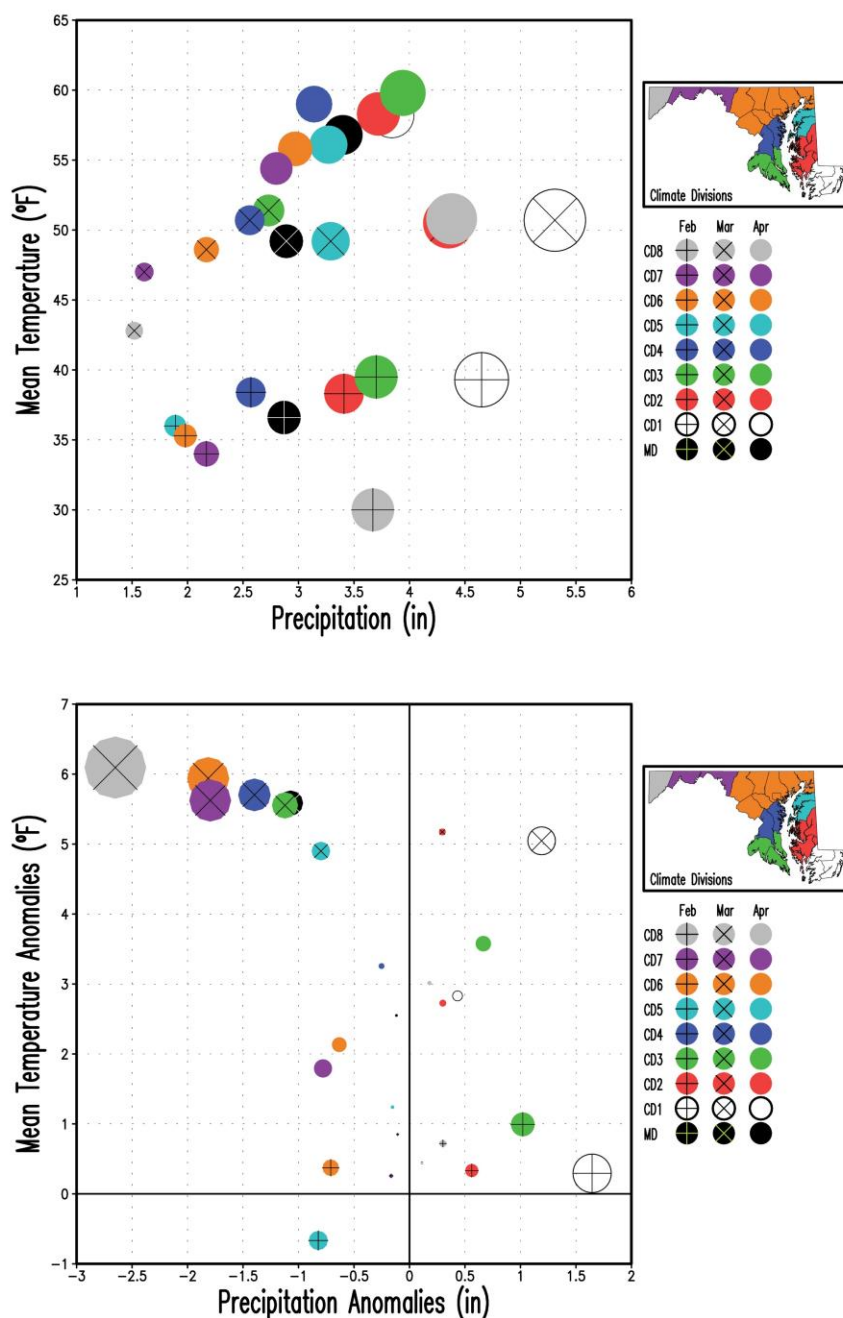 65
60
55
50
45
40
35
30
25
Mean Temperature (ºF)
1
1.5
2
2.5
3
3.5
4
4.5
5
5.5
6
Precipitation (in)
Climate Divisions
Feb Mar Apr
CD8
CD7
CD6
CD5
CD4
CD3
CD2
CD1
MD
7
6
5
4
3
2
1
0
−1
Mean Temperature Anomalies (ºF)
−3
−2.5
−2
−1.5
−1
−0.5
0
0.5
1
1.5
2
Precipitation Anomalies (in)
Climate Divisions
Feb Mar Apr
CD8
CD7
CD6
CD5
CD4
CD3
CD2
CD1
MD